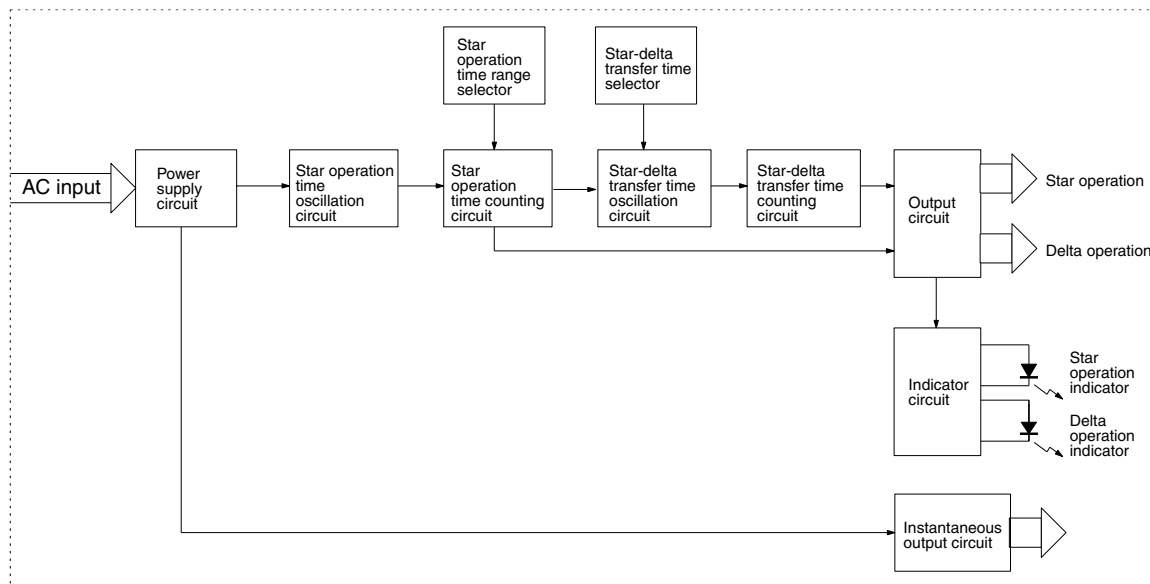 Star
operation
time range
selector
Star-delta
transfer time
selector
AC input
Power
supply
circuit
Star operation
time
oscillation
circuit
Star
operation
time counting
circuit
Star-delta
transfer time
oscillation
circuit
Star-delta
transfer time
counting
circuit
Output
circuit
Star operation
Delta operation
Indicator
circuit
Star
operation
indicator
Delta
operation
indicator
Instantaneous
output circuit